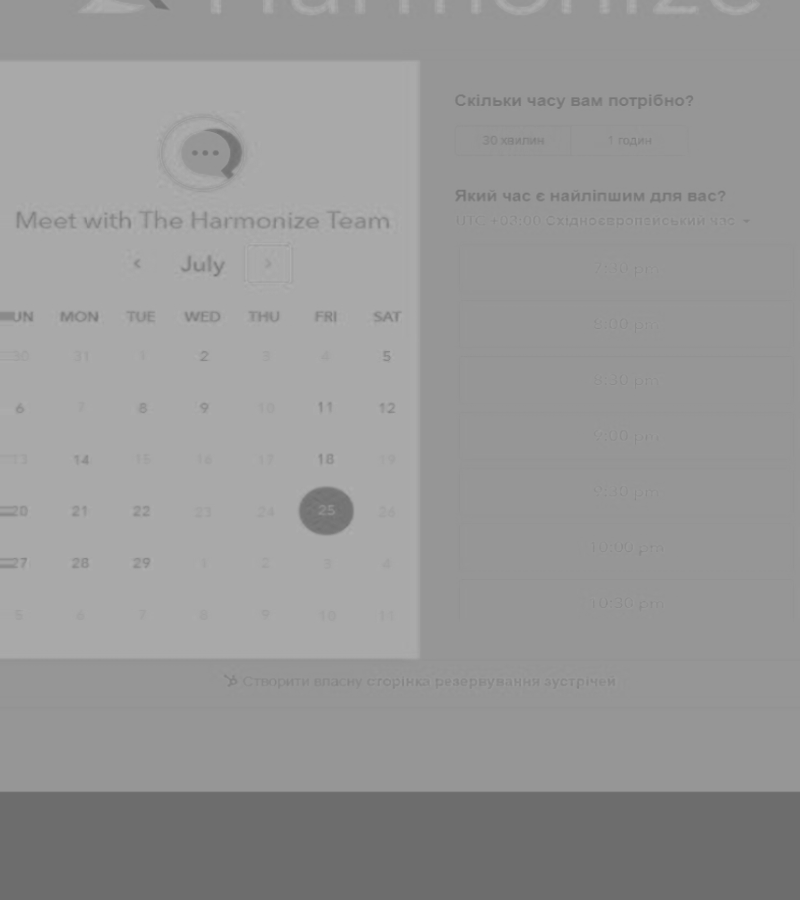 Harmonize
Meet with The Harmonize Team
July
SUN MON TUE WED THU FRI SAT
30 31 1 2 3 4 5
6 7 8 9 10 11 12
13 14 15 16 17 18 19
20 21 22 23 24 25 26
27 28 29 1 2 3 4
5 6 7 8 9 10 11
Скільки часу вам потрібно?
30 хвилин 1 годин
Який час є найліпшим для вас?
UTC +03:00 Східноєвропейський час
7:30 pm
8:00 pm
8:30 pm
9:00 pm
9:30 pm
10:00 pm
10:30 pm
Створити власну сторінка резервування зустрічей